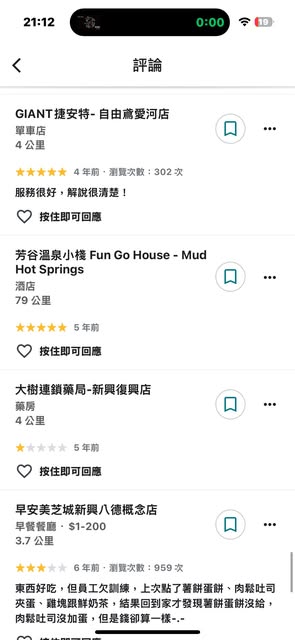 21:12
0:00
19
評論
GIANT捷安特- 自由鳶愛河店
單車店
4 公里
4 年前 · 瀏覽次數：302 次
服務很好，解說很清楚！
按住即可回應
芳谷溫泉小棧 Fun Go House - Mud
Hot Springs
酒店
79 公里
5 年前
按住即可回應
大樹連鎖藥局-新興復興店
藥房
4 公里
5 年前
按住即可回應
早安美芝城新興八德概念店
早餐餐廳 · $1-200
3.7 公里
6 年前 · 瀏覽次數：959 次
東西好吃，但員工欠訓練，上次點了薯餅蛋餅、肉鬆吐司
夾蛋、雞塊跟鮮奶茶，結果回到家才發現薯餅蛋餅沒給，
肉鬆吐司沒加蛋，但是錢卻算一樣-.-